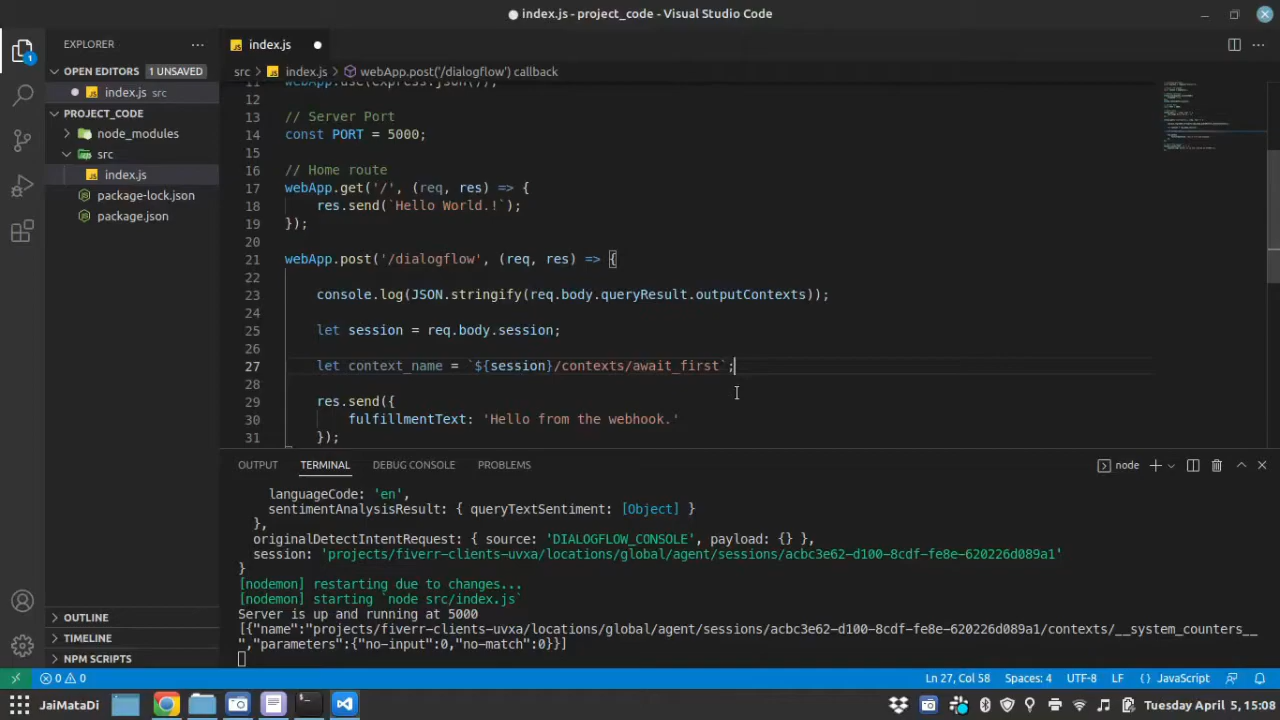 index.js - project_code - Visual Studio Code
EXPLORER
index.js
OPEN EDITORS 1 UNSAVED
src > index.js > webApp.post('/dialogflow') callback
index.js src
PROJECT_CODE
node_modules
src
index.js
package-lock.json
package.json
11 webApp.use(express.json());
12
13 // Server Port
14 const PORT = 5000;
15
16 // Home route
17 webApp.get('/', (req, res) => {
18 res.send(`Hello World.!`);
19 });
20
21 webApp.post('/dialogflow', (req, res) => {
22
23 console.log(JSON.stringify(req.body.queryResult.outputContexts));
24
25 let session = req.body.session;
26
27 let context_name = `${session}/contexts/await_first`;
28
29 res.send({
30 fulfillmentText: 'Hello from the webhook.'
31 });
OUTPUT TERMINAL DEBUG CONSOLE PROBLEMS
node
languageCode: 'en',
sentimentAnalysisResult: { queryTextSentiment: [Object] }
},
originalDetectIntentRequest: { source: 'DIALOGFLOW_CONSOLE', payload: {} },
session: 'projects/fiverr-clients-uvxa/locations/global/agent/sessions/acbc3e62-d100-8cdf-fe8e-620226d089a1'
}
[nodemon] restarting due to changes...
[nodemon] starting `node src/index.js`
Server is up and running at 5000
[{"name":"projects/fiverr-clients-uvxa/locations/global/agent/sessions/acbc3e62-d100-8cdf-fe8e-620226d089a1/contexts/__system_counters__
","parameters":{"no-input":0,"no-match":0}}]
OUTLINE
TIMELINE
NPM SCRIPTS
0 0
Ln 27, Col 58 Spaces: 4 UTF-8 LF {} JavaScript
JaiMataDi
Tuesday April 5, 15:08